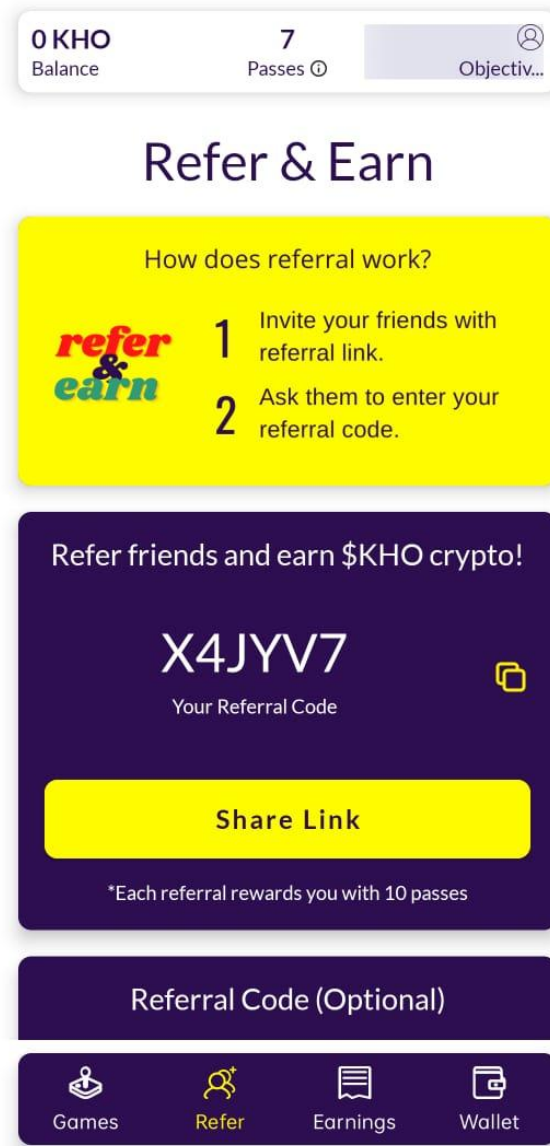 0 KHO
Balance
7
Passes
Objectiv...
Refer & Earn
How does referral work?
refer
&
earn
1
Invite your friends with
referral link.
2
Ask them to enter your
referral code.
Refer friends and earn $KHO crypto!
X4JYV7
Your Referral Code
Share Link
*Each referral rewards you with 10 passes
Referral Code (Optional)
Games
Refer
Earnings
Wallet